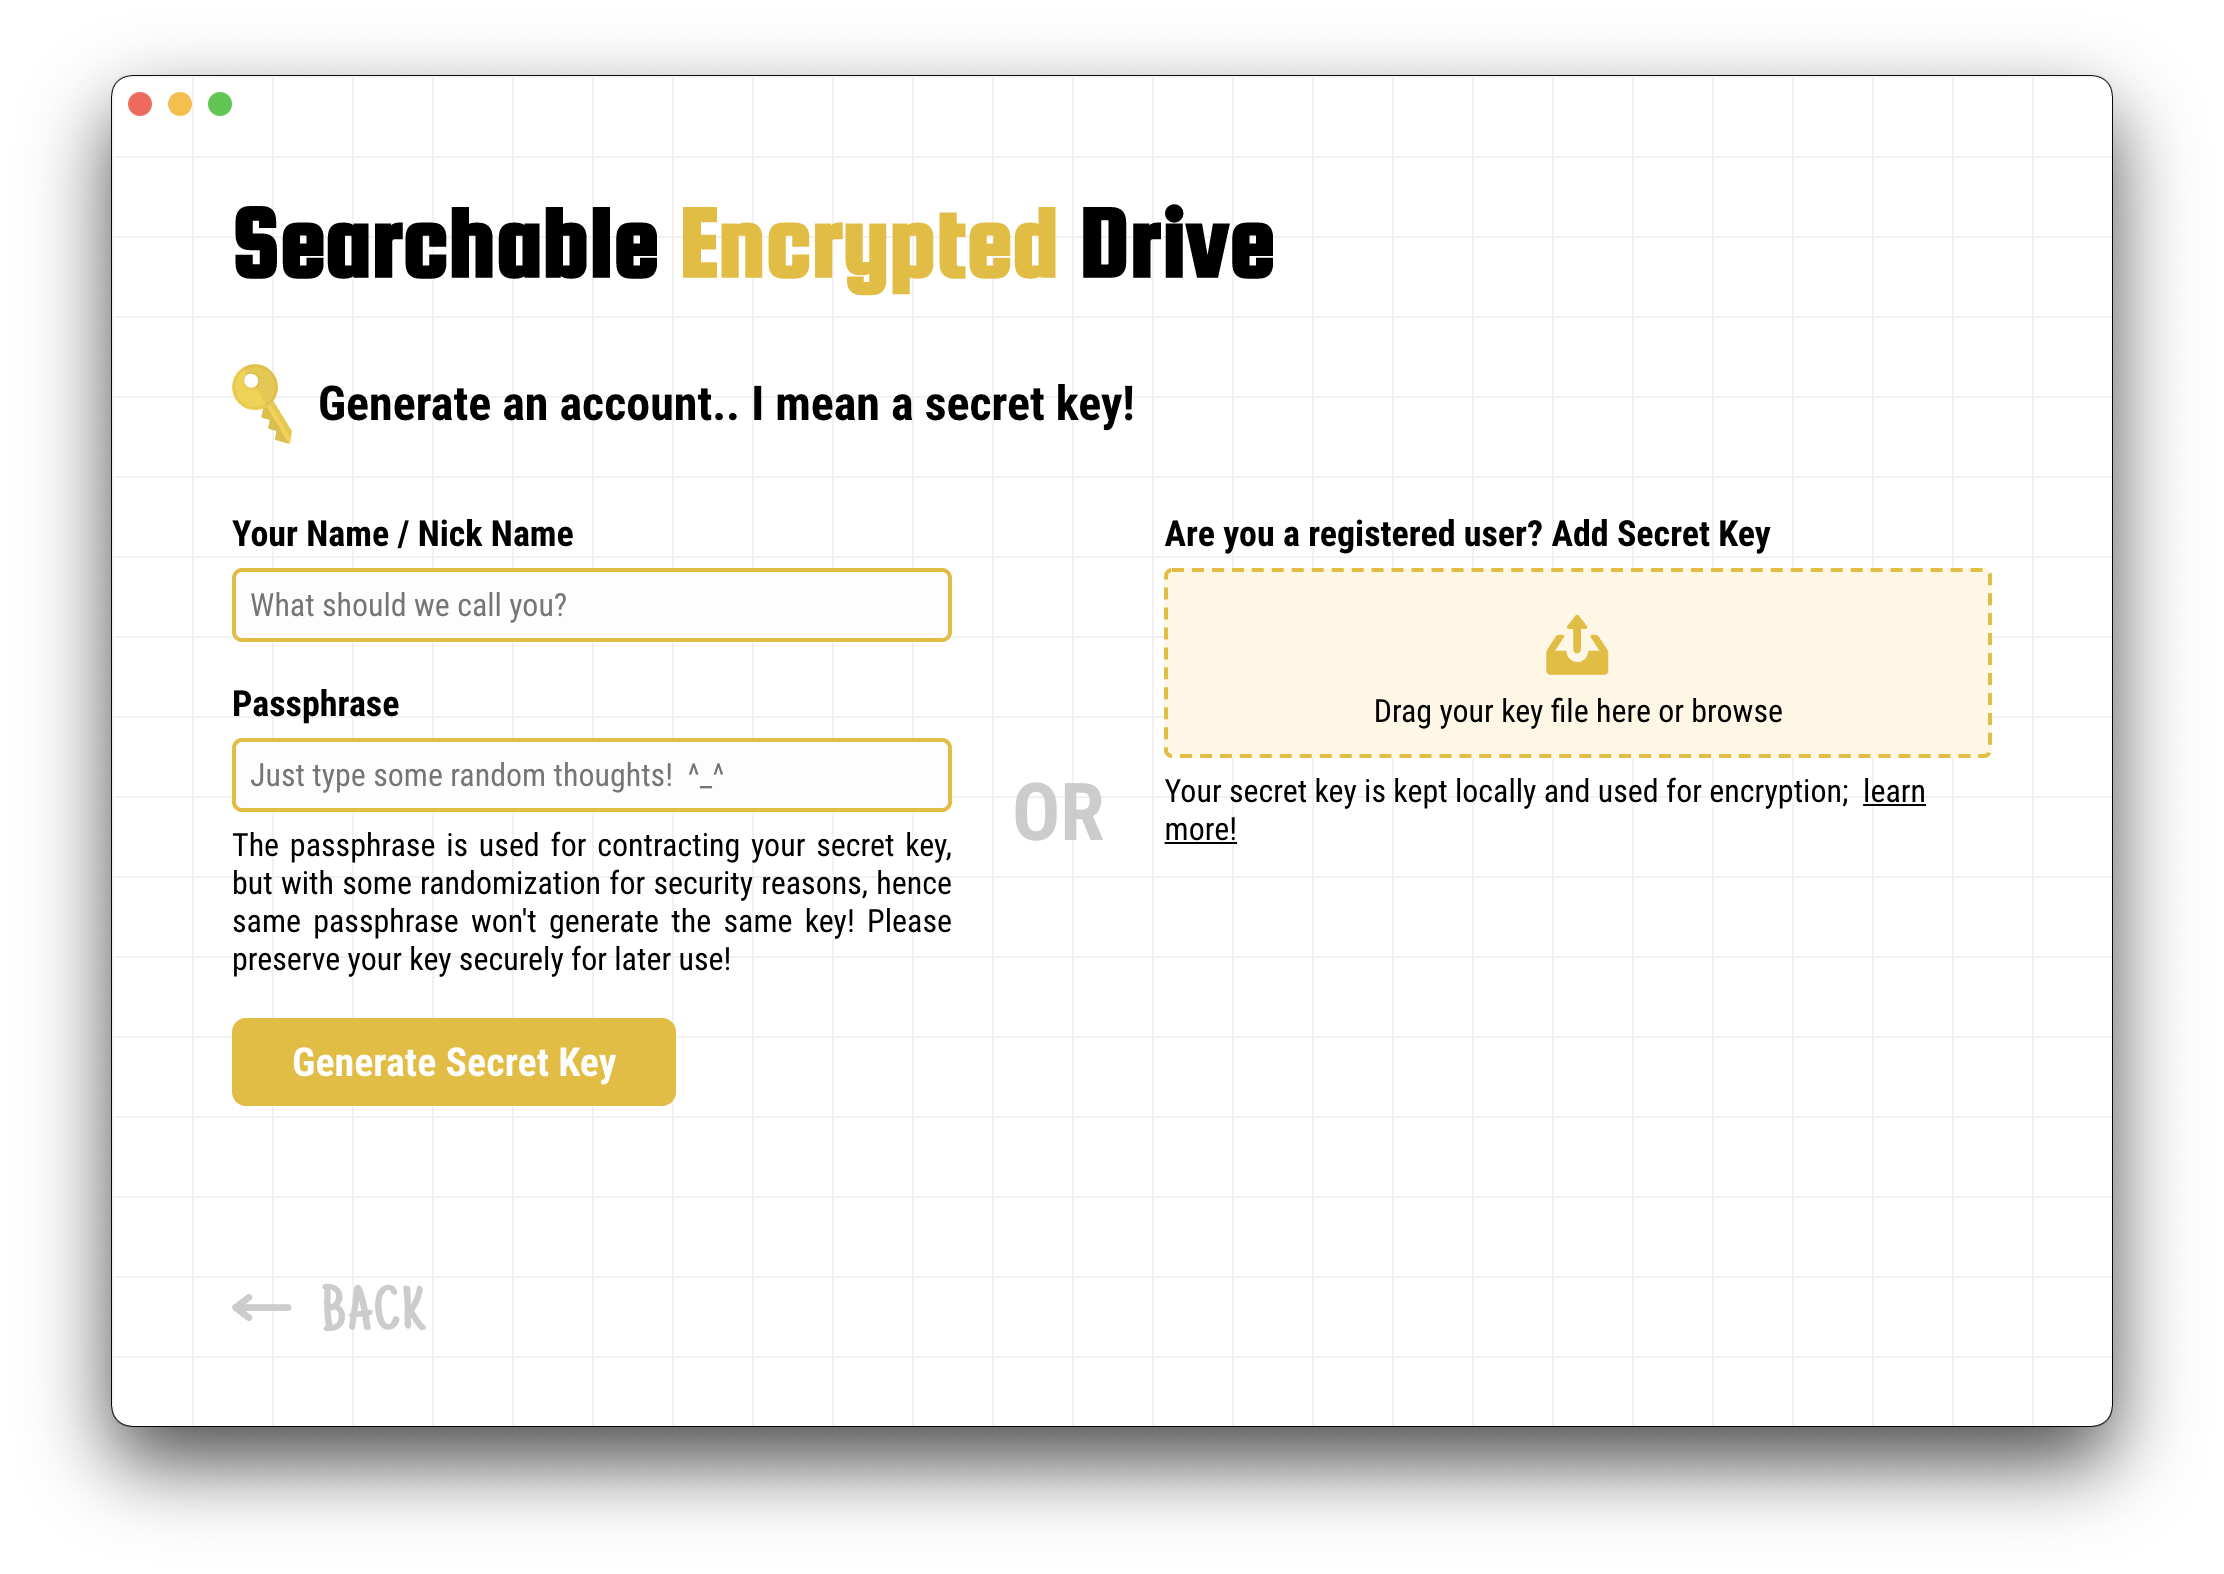 Searchable Encrypted Drive
Generate an account.. I mean a secret key!
Your Name / Nick Name
What should we call you?
Passphrase
Just type some random thoughts! ^_^
The passphrase is used for contracting your secret key,
but with some randomization for security reasons, hence
same passphrase won't generate the same key! Please
preserve your key securely for later use!
Generate Secret Key
OR
Are you a registered user? Add Secret Key
Drag your key file here or browse
Your secret key is kept locally and used for encryption; learn
more!
BACK